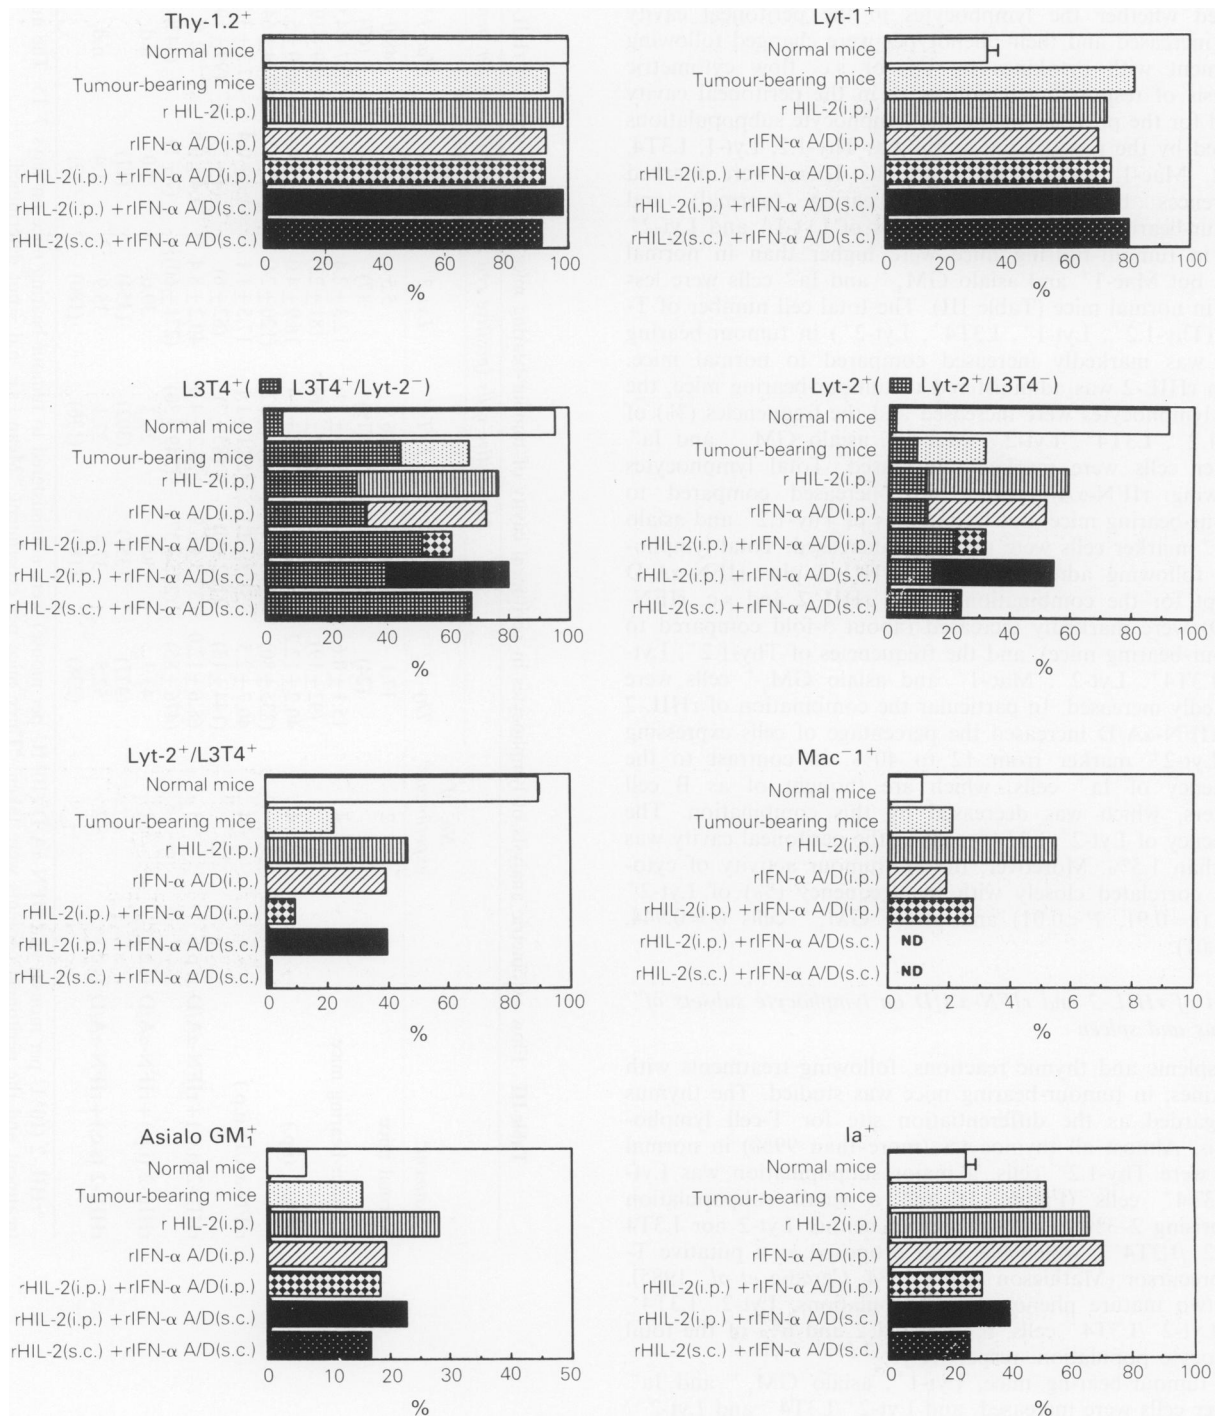 Thy-1.2⁺
Normal mice
Tumour-bearing mice
r HIL-2(i.p.)
rIFN-α A/D(i.p.)
rHIL-2(i.p.) +rIFN-α A/D(i.p.)
rHIL-2(i.p.) +rIFN-α A/D(s.c.)
rHIL-2(s.c.) +rIFN-α A/D(s.c.)
0 20 40 60 80 100
%
Lyt-1⁺
Normal mice
Tumour-bearing mice
r HIL-2(i.p.)
rIFN-α A/D(i.p.)
rHIL-2(i.p.) +rIFN-α A/D(i.p.)
rHIL-2(i.p.) +rIFN-α A/D(s.c.)
rHIL-2(s.c.) +rIFN-α A/D(s.c.)
0 20 40 60 80 100
%
L3T4⁺( L3T4⁺/Lyt-2⁻)
Normal mice
Tumour-bearing mice
r HIL-2(i.p.)
rIFN-α A/D(i.p.)
rHIL-2(i.p.) +rIFN-α A/D(i.p.)
rHIL-2(i.p.) +rIFN-α A/D(s.c.)
rHIL-2(s.c.) +rIFN-α A/D(s.c.)
0 20 40 60 80 100
%
Lyt-2⁺( Lyt-2⁺/L3T4⁻)
Normal mice
Tumour-bearing mice
r HIL-2(i.p.)
rIFN-α A/D(i.p.)
rHIL-2(i.p.) +rIFN-α A/D(i.p.)
rHIL-2(i.p.) +rIFN-α A/D(s.c.)
rHIL-2(s.c.) +rIFN-α A/D(s.c.)
0 20 40 60 80 100
%
Lyt-2⁺/L3T4⁺
Normal mice
Tumour-bearing mice
r HIL-2(i.p.)
rIFN-α A/D(i.p.)
rHIL-2(i.p.) +rIFN-α A/D(i.p.)
rHIL-2(i.p.) +rIFN-α A/D(s.c.)
rHIL-2(s.c.) +rIFN-α A/D(s.c.)
0 20 40 60 80 100
%
Mac⁻1⁺
Normal mice
Tumour-bearing mice
r HIL-2(i.p.)
rIFN-α A/D(i.p.)
rHIL-2(i.p.) +rIFN-α A/D(i.p.)
rHIL-2(i.p.) +rIFN-α A/D(s.c.) ND
rHIL-2(s.c.) +rIFN-α A/D(s.c.) ND
0 2 4 6 8 10
%
Asialo GM₁⁺
Normal mice
Tumour-bearing mice
r HIL-2(i.p.)
rIFN-α A/D(i.p.)
rHIL-2(i.p.) +rIFN-α A/D(i.p.)
rHIL-2(i.p.) +rIFN-α A/D(s.c.)
rHIL-2(s.c.) +rIFN-α A/D(s.c.)
0 10 20 30 40 50
%
Ia⁺
Normal mice
Tumour-bearing mice
r HIL-2(i.p.)
rIFN-α A/D(i.p.)
rHIL-2(i.p.) +rIFN-α A/D(i.p.)
rHIL-2(i.p.) +rIFN-α A/D(s.c.)
rHIL-2(s.c.) +rIFN-α A/D(s.c.)
0 20 40 60 80 100
%